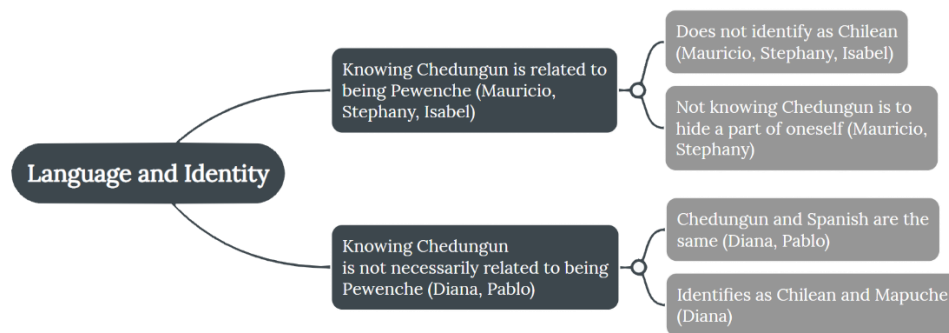 Language and Identity
Knowing Chedungun is related to
being Pewenche (Mauricio,
Stephany, Isabel)
Does not identify as Chilean
(Mauricio, Stephany, Isabel)
Not knowing Chedungun is to
hide a part of oneself (Mauricio,
Stephany)
Knowing Chedungun
is not necessarily related to being
Pewenche (Diana, Pablo)
Chedungun and Spanish are the
same (Diana, Pablo)
Identifies as Chilean and Mapuche
(Diana)